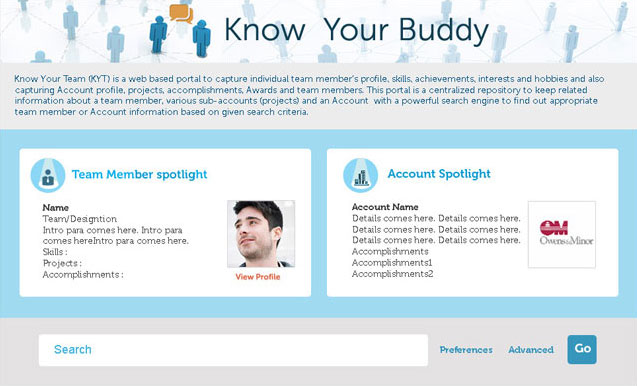 Know Your Buddy
Know Your Team (KYT) is a web based portal to capture individual team member's profile, skills, achievements, interests and hobbies and also
capturing Account profile, projects, accomplishments, Awards and team members. This portal is a centralized repository to keep related
information about a team member, various sub-accounts (projects) and an Account with a powerful search engine to find out appropriate
team member or Account information based on given search criteria.
Team Member spotlight
Name
Team/Designtion
Intro para comes here. Intro para
comes hereIntro para comes here.
Skills :
Projects :
Accomplishments :
View Profile
Account Spotlight
Account Name
Details comes here. Details comes here.
Details comes here. Details comes here.
Details comes here. Details comes here.
Accomplishments
Accomplishments1
Accomplishments2
OM
Owens&Minor
Search
Preferences
Advanced
Go